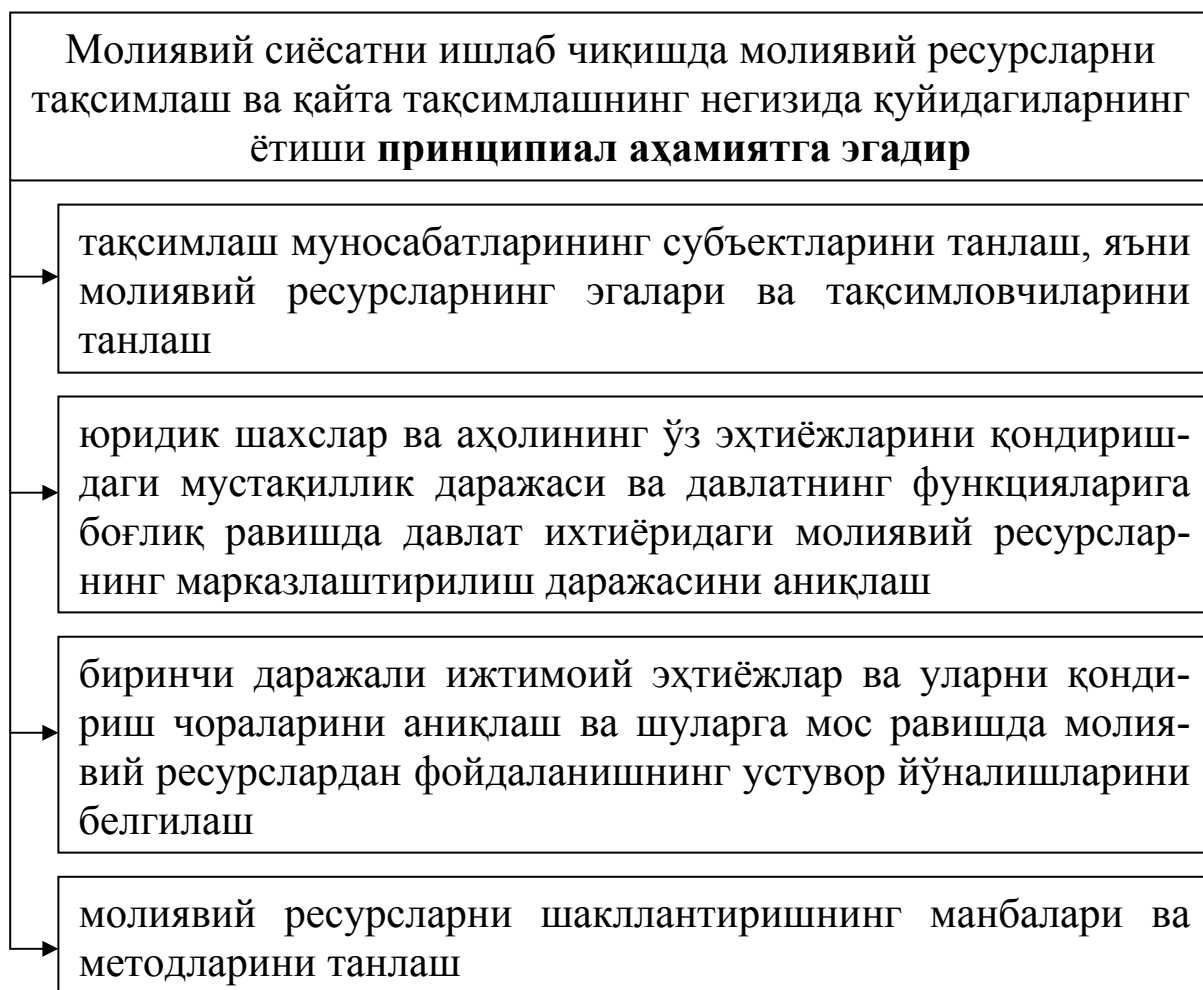 Молиявий сиёсатни ишлаб чиқишда молиявий ресурсларни
тақсимлаш ва қайта тақсимлашнинг негизида қуйидагиларнинг
ётиши принципиал аҳамиятга эгадир
тақсимлаш муносабатларининг субъектларини танлаш, яъни
молиявий ресурсларнинг эгалари ва тақсимловчиларини
танлаш
юридик шахслар ва аҳолининг ўз эҳтиёжларини қондириш-
даги мустақиллик даражаси ва давлатнинг функцияларига
боғлиқ равишда давлат ихтиёридаги молиявий ресурслар-
нинг марказлаштирилиш даражасини аниқлаш
биринчи даражали ижтимоий эҳтиёжлар ва уларни қонди-
риш чораларини аниқлаш ва шуларга мос равишда молия-
вий ресурслардан фойдаланишнинг устувор йўналишларини
белгилаш
молиявий ресурсларни шакллантиришнинг манбалари ва
методларини танлаш